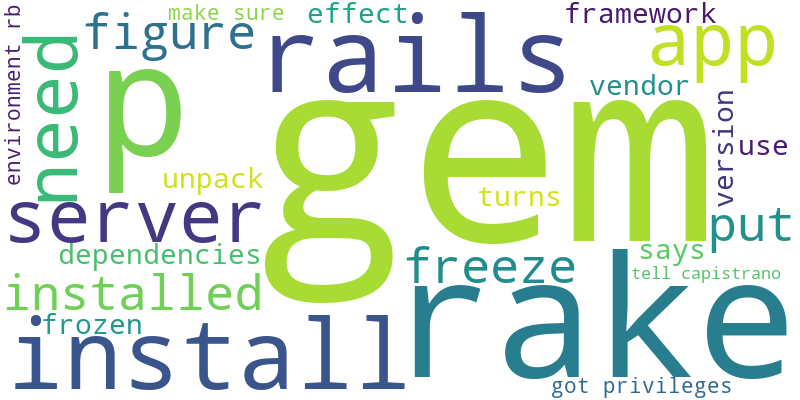 make sure
effect
framework
environment rb
need
figure
p
rails
app
vendor
gem
version
use
unpack
turns
server
put
dependencies
freeze
says
tell capistrano
installed
rake
frozen
install
got privileges